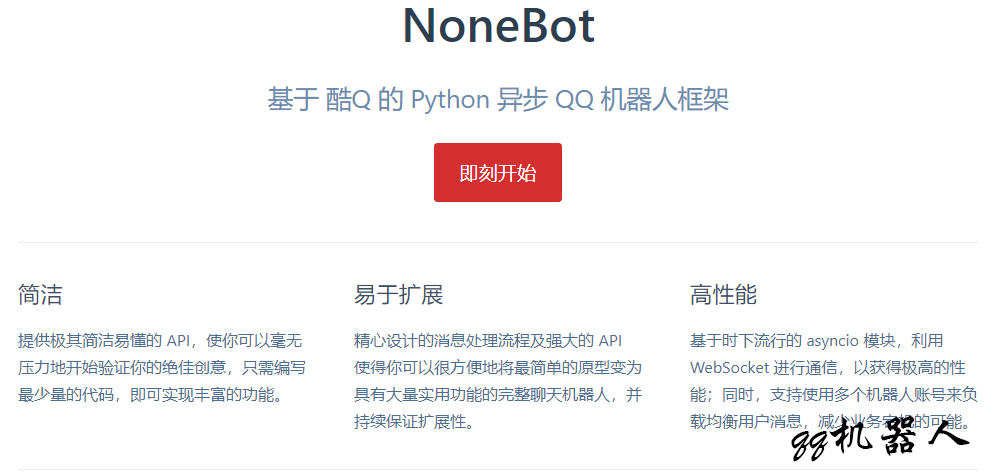 NoneBot
基于 酷Q 的 Python 异步 QQ 机器人框架
即刻开始
简洁
提供极其简洁易懂的 API，使你可以毫无
压力地开始验证你的绝佳创意，只需编写
最少量的代码，即可实现丰富的功能。
易于扩展
精心设计的消息处理流程及强大的 API
使得你可以很方便地将最简单的原型变为
具有大量实用功能的完整聊天机器人，并
持续保证扩展性。
高性能
基于时下流行的 asyncio 模块，利用
WebSocket 进行通信，以获得极高的性
能；同时，支持使用多个机器人账号来负
载均衡用户消息，减少业务宕机的可能。
qq机器人